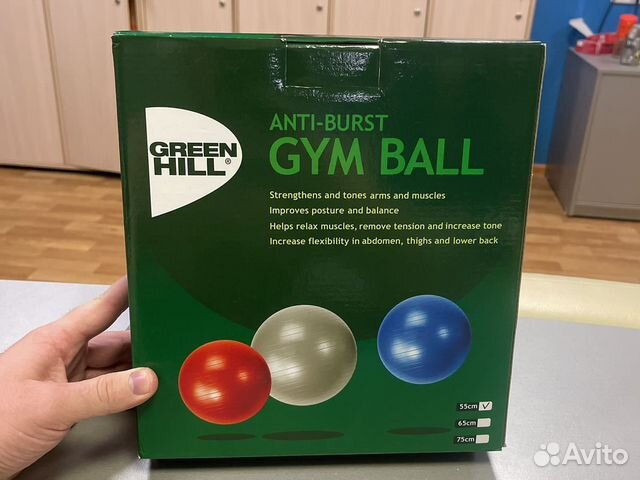 GREEN
HILL®
ANTI-BURST
GYM BALL
Strengthens and tones arms and muscles
Improves posture and balance
Helps relax muscles, remove tension and increase tone
Increase flexibility in abdomen, thighs and lower back
55cm
65cm
75cm
Avito